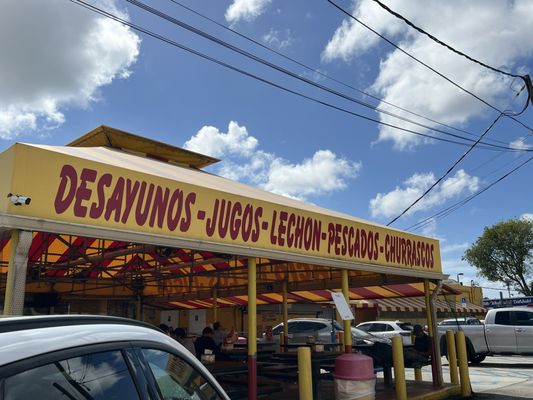 DESAYUNOS - JUGOS - LECHON - PESCADOS - CHURRASCOS